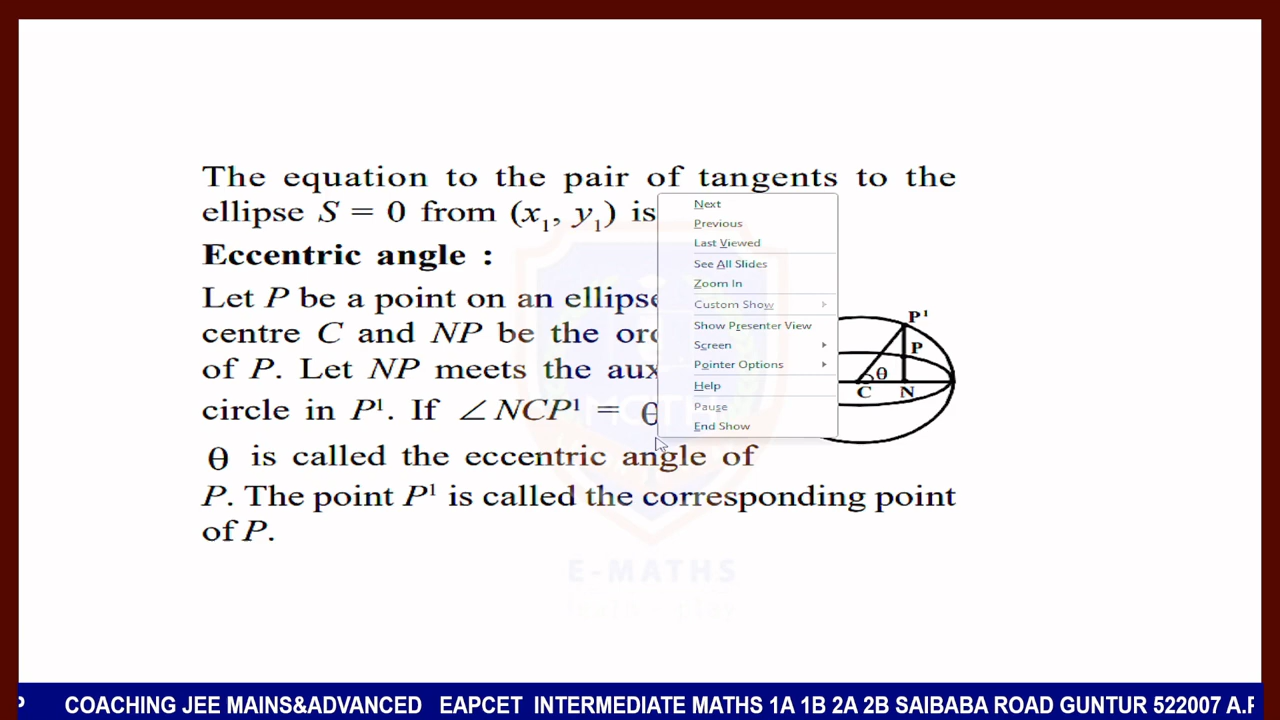 The equation to the pair of tangents to the
ellipse S = 0 from (x₁, y₁) is
Eccentric angle :
Let P be a point on an ellipse
centre C and NP be the
of P. Let NP meets the
circle in P¹. If ∠NCP¹ = θ
θ is called the eccentric angle of
P. The point P¹ is called the corresponding point
of P.
Next
Previous
Last Viewed
See All Slides
Zoom In
Custom Show
Show Presenter View
Screen
Pointer Options
Help
Pause
End Show
P¹
P
θ
C N
E-MATHS
COACHING JEE MAINS&ADVANCED EAPCET INTERMEDIATE MATHS 1A 1B 2A 2B SAIBABA ROAD GUNTUR 522007 A.P